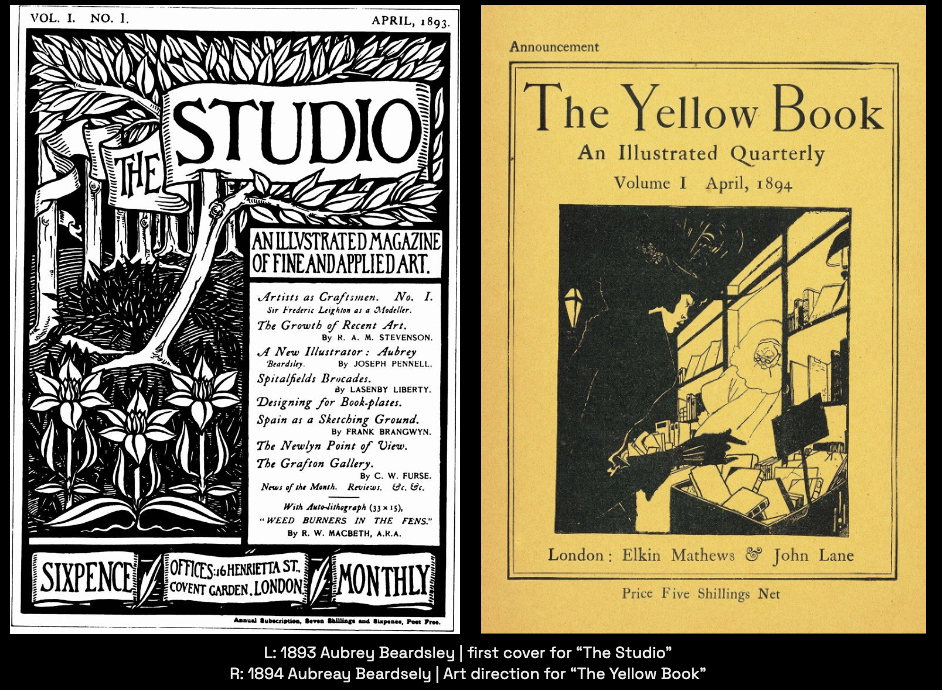 VOL. I. NO. 1. APRIL, 1893.
THE STUDIO
AN ILLVSTRATED MAGAZINE
OF FINE AND APPLIED ART.
Artists as Craftsmen. No. I.
Sir Frederic Leighton as a Modeller.
The Growth of Recent Art.
By R. A. M. STEVENSON.
A New Illustrator: Aubrey
Beardsley. By JOSEPH PENNELL.
Spitalfields Brocades.
By LASENBY LIBERTY.
Designing for Book-plates.
Spain as a Sketching Ground.
By FRANK BRANGWYN.
The Newlyn Point of View.
The Grafton Gallery.
By C. W. FURSE.
News of the Month. Reviews. &c. &c.
With Auto-lithograph (33 x 15),
"WEED BURNERS IN THE FENS."
By R. W. MACBETH, A.R.A.
SIXPENCE
OFFICES:16 HENRIETTA ST.,
COVENT GARDEN, LONDON
MONTHLY
Annual Subscription, Seven Shillings and Sixpence, Post Free.
Announcement
The Yellow Book
An Illustrated Quarterly
Volume I April, 1894
London: Elkin Mathews & John Lane
Price Five Shillings Net
L: 1893 Aubrey Beardsley | first cover for “The Studio”
R: 1894 Aubreay Beardsely | Art direction for “The Yellow Book”